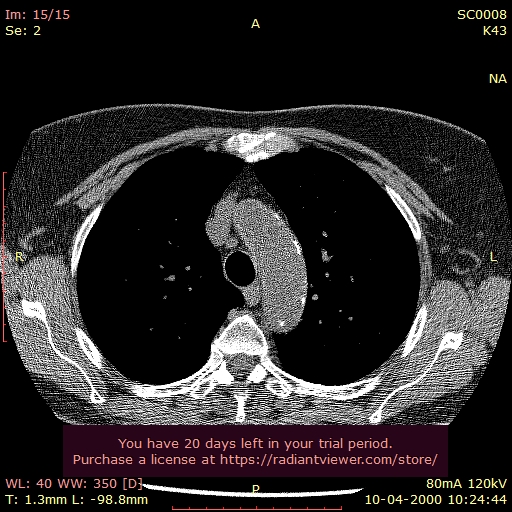 Im: 15/15
Se: 2
A
SC0008
K43
NA
R
L
You have 20 days left in your trial period.
Purchase a license at https://radiantviewer.com/store/
WL: 40 WW: 350 [D]
T: 1.3mm L: -98.8mm
P
80mA 120kV
10-04-2000 10:24:44